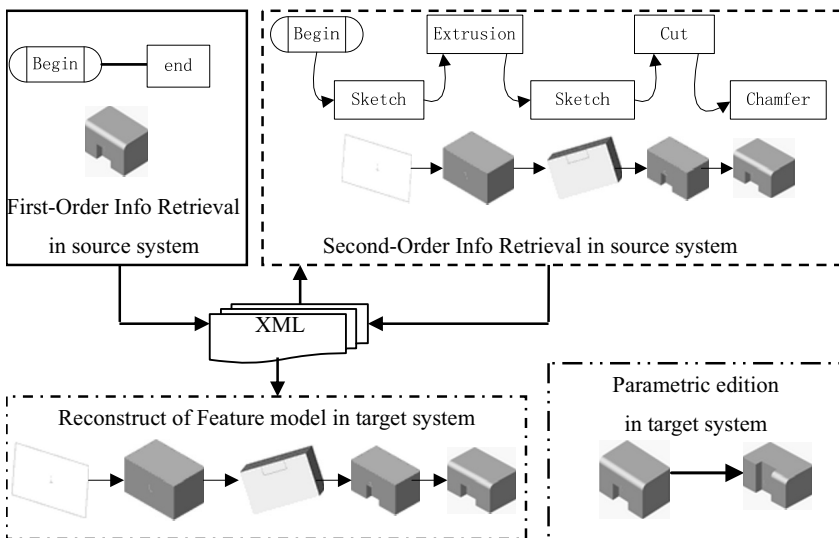 Begin
end
First-Order Info Retrieval
in source system
Begin
Extrusion
Cut
Sketch
Sketch
Chamfer
Second-Order Info Retrieval in source system
XML
Reconstruct of Feature model in target system
Parametric edition
in target system